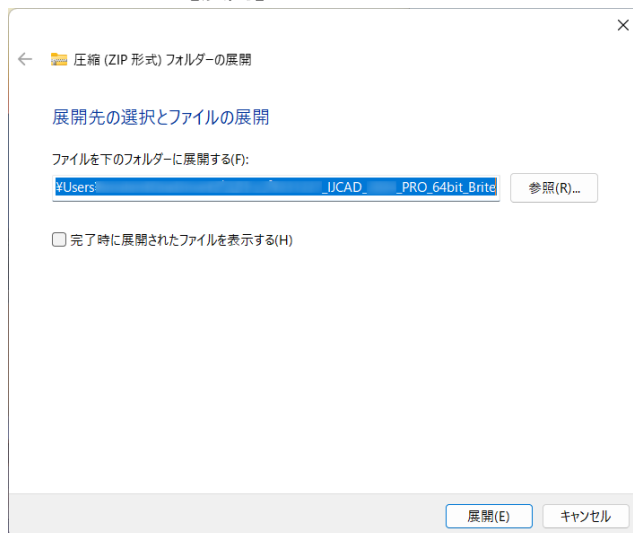 圧縮 (ZIP 形式) フォルダーの展開
展開先の選択とファイルの展開
ファイルを下のフォルダーに展開する(F):
¥Users _IJCAD_ _PRO_64bit_Brite
参照(R)...
完了時に展開されたファイルを表示する(H)
展開(E)
キャンセル